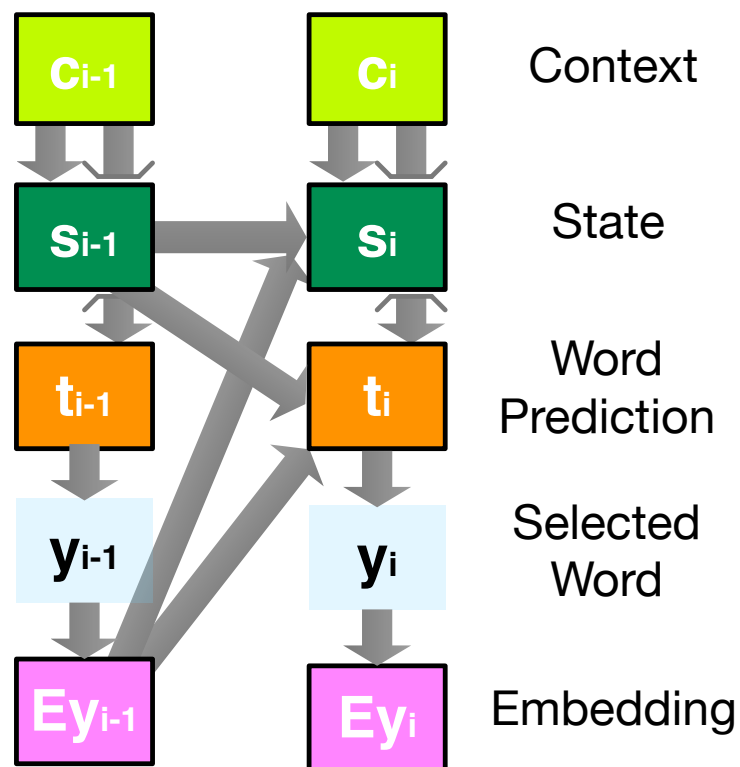 ci-1 ci Context
si-1 si State
ti-1 ti Word
Prediction
yi-1 yi Selected
Word
Eyi-1 Eyi Embedding